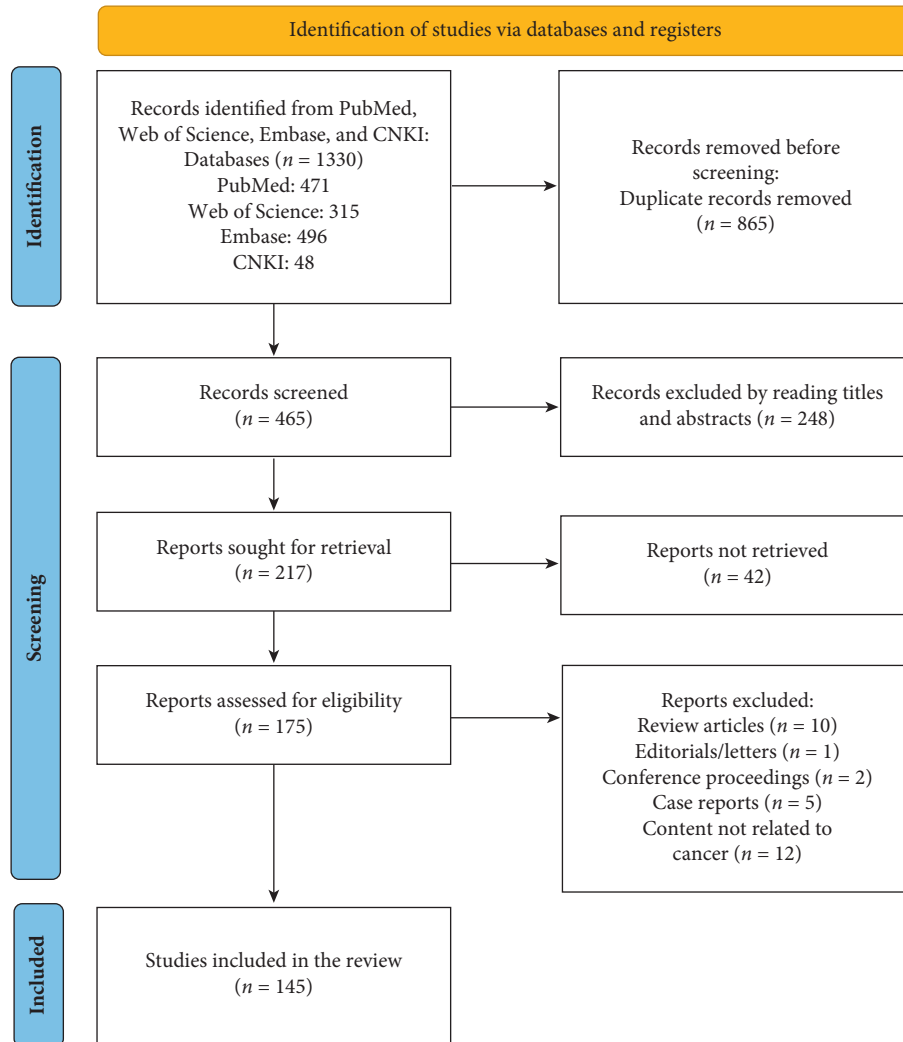 Identification of studies via databases and registers
Identification
Records identified from PubMed,
Web of Science, Embase, and CNKI:
Databases (n = 1330)
PubMed: 471
Web of Science: 315
Embase: 496
CNKI: 48
Records removed before
screening:
Duplicate records removed
(n = 865)
Screening
Records screened
(n = 465)
Records excluded by reading titles
and abstracts (n = 248)
Reports sought for retrieval
(n = 217)
Reports not retrieved
(n = 42)
Reports assessed for eligibility
(n = 175)
Reports excluded:
Review articles (n = 10)
Editorials/letters (n = 1)
Conference proceedings (n = 2)
Case reports (n = 5)
Content not related to
cancer (n = 12)
Included
Studies included in the review
(n = 145)